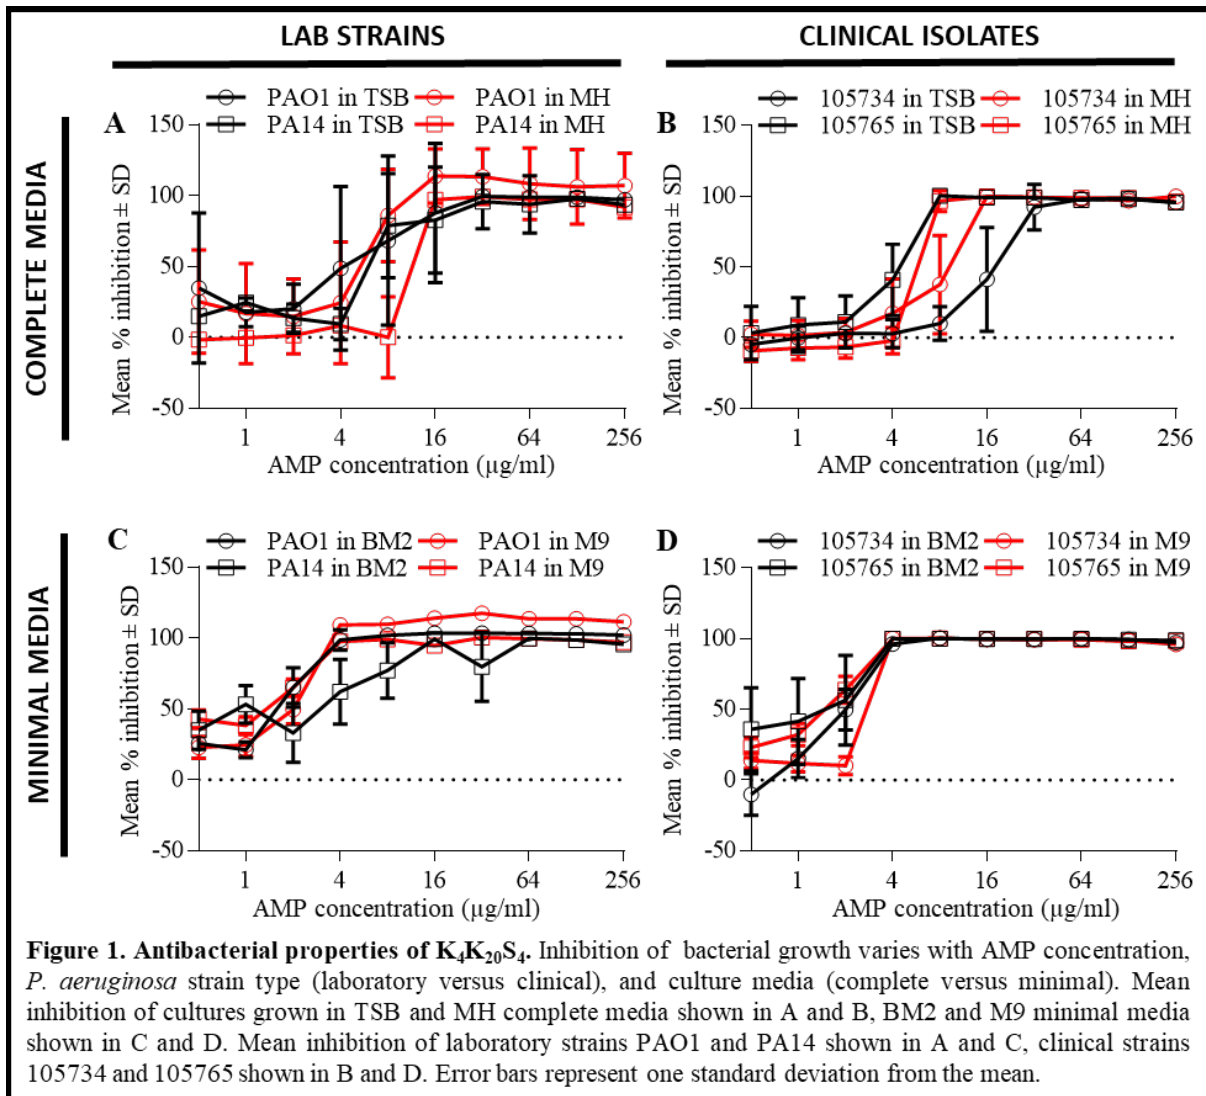 LAB STRAINS
CLINICAL ISOLATES
COMPLETE MEDIA
MINIMAL MEDIA
A
PAO1 in TSB
PAO1 in MH
PA14 in TSB
PA14 in MH
Mean % inhibition ± SD
150
100
50
0
-50
1 4 16 64 256
AMP concentration (µg/ml)
B
105734 in TSB
105734 in MH
105765 in TSB
105765 in MH
Mean % inhibition ± SD
150
100
50
0
-50
1 4 16 64 256
AMP concentration (µg/ml)
C
PAO1 in BM2
PAO1 in M9
PA14 in BM2
PA14 in M9
Mean % inhibition ± SD
150
100
50
0
-50
1 4 16 64 256
AMP concentration (µg/ml)
D
105734 in BM2
105734 in M9
105765 in BM2
105765 in M9
Mean % inhibition ± SD
150
100
50
0
-50
1 4 16 64 256
AMP concentration (µg/ml)
Figure 1. Antibacterial properties of K₄K₂₀S₄. Inhibition of bacterial growth varies with AMP concentration,
P. aeruginosa strain type (laboratory versus clinical), and culture media (complete versus minimal). Mean
inhibition of cultures grown in TSB and MH complete media shown in A and B, BM2 and M9 minimal media
shown in C and D. Mean inhibition of laboratory strains PAO1 and PA14 shown in A and C, clinical strains
105734 and 105765 shown in B and D. Error bars represent one standard deviation from the mean.